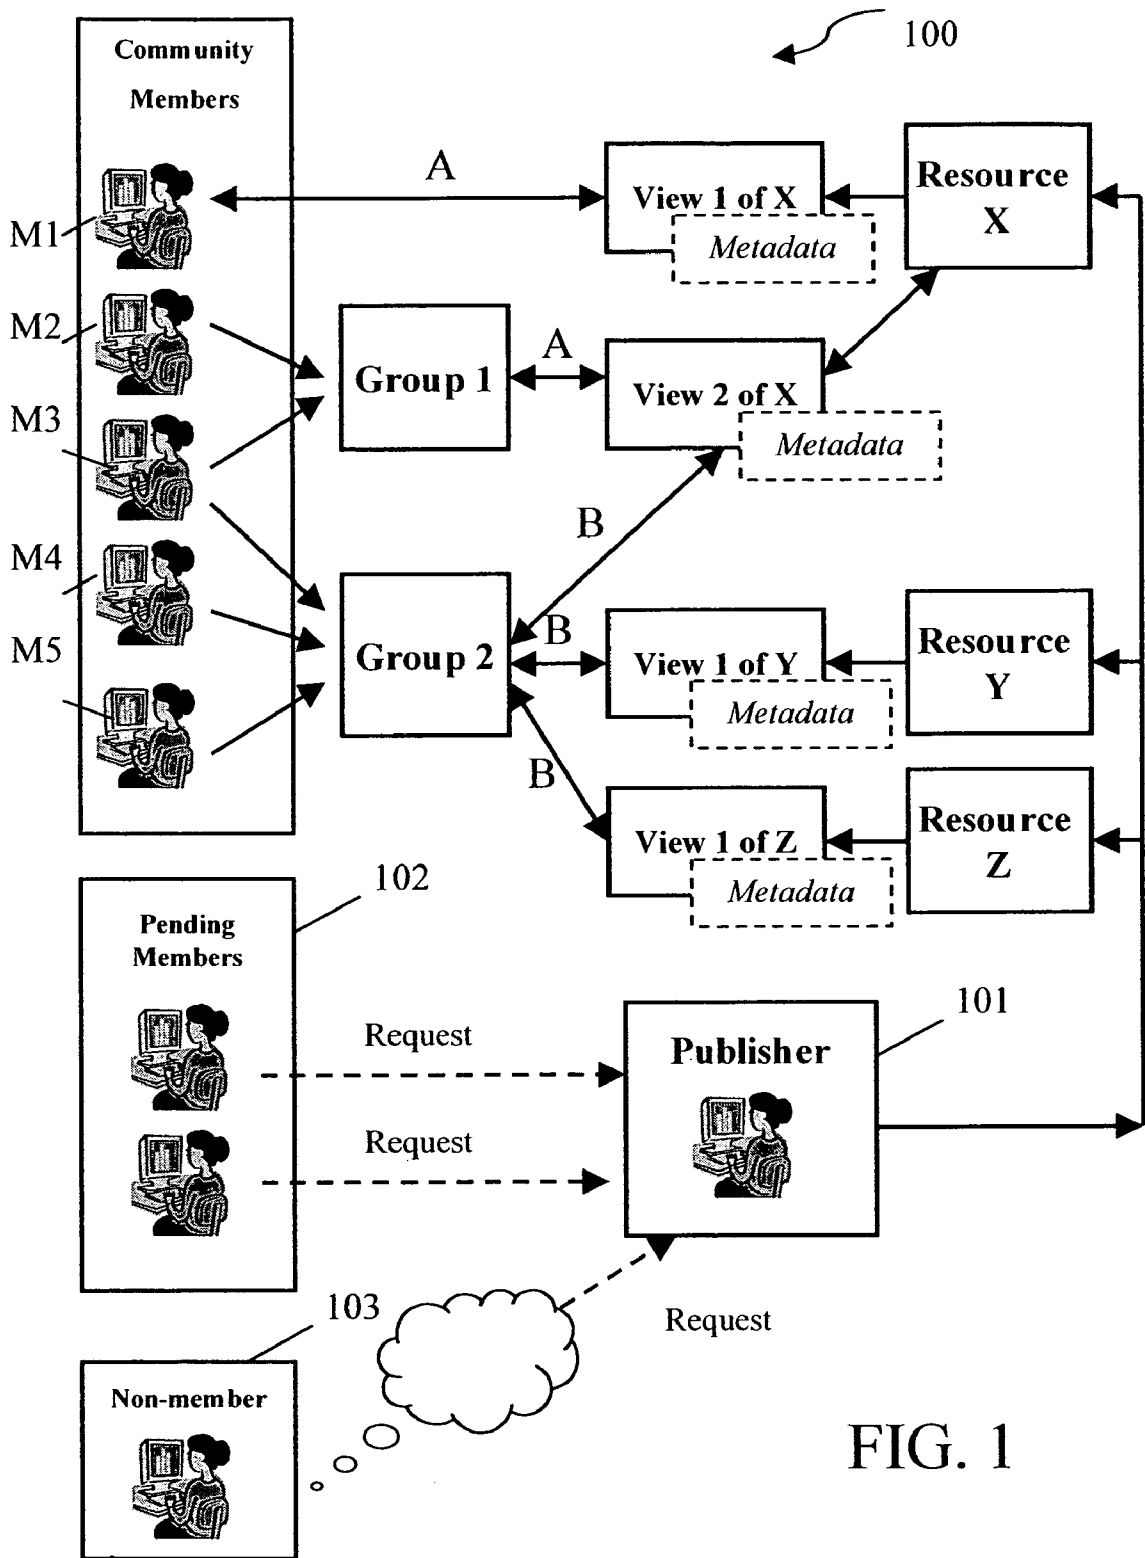 100
Community
Members
M1
M2
M3
M4
M5
A
View 1 of X
Metadata
Resource
X
Group 1
A
View 2 of X
Metadata
B
Group 2
B
View 1 of Y
Metadata
Resource
Y
B
View 1 of Z
Metadata
Resource
Z
102
Pending
Members
Request
Request
101
Publisher
103
Request
Non-member
FIG. 1